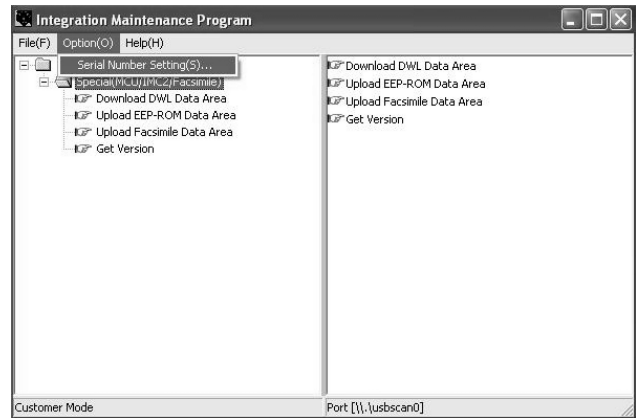 Integration Maintenance Program
File(F) Option(O) Help(H)
Serial Number Setting(S)...
Special(MCU/IMC2/Facsimile)
Download DWL Data Area
Upload EEP-ROM Data Area
Upload Facsimile Data Area
Get Version
Download DWL Data Area
Upload EEP-ROM Data Area
Upload Facsimile Data Area
Get Version
Customer Mode
Port [\\.\usbscan0]